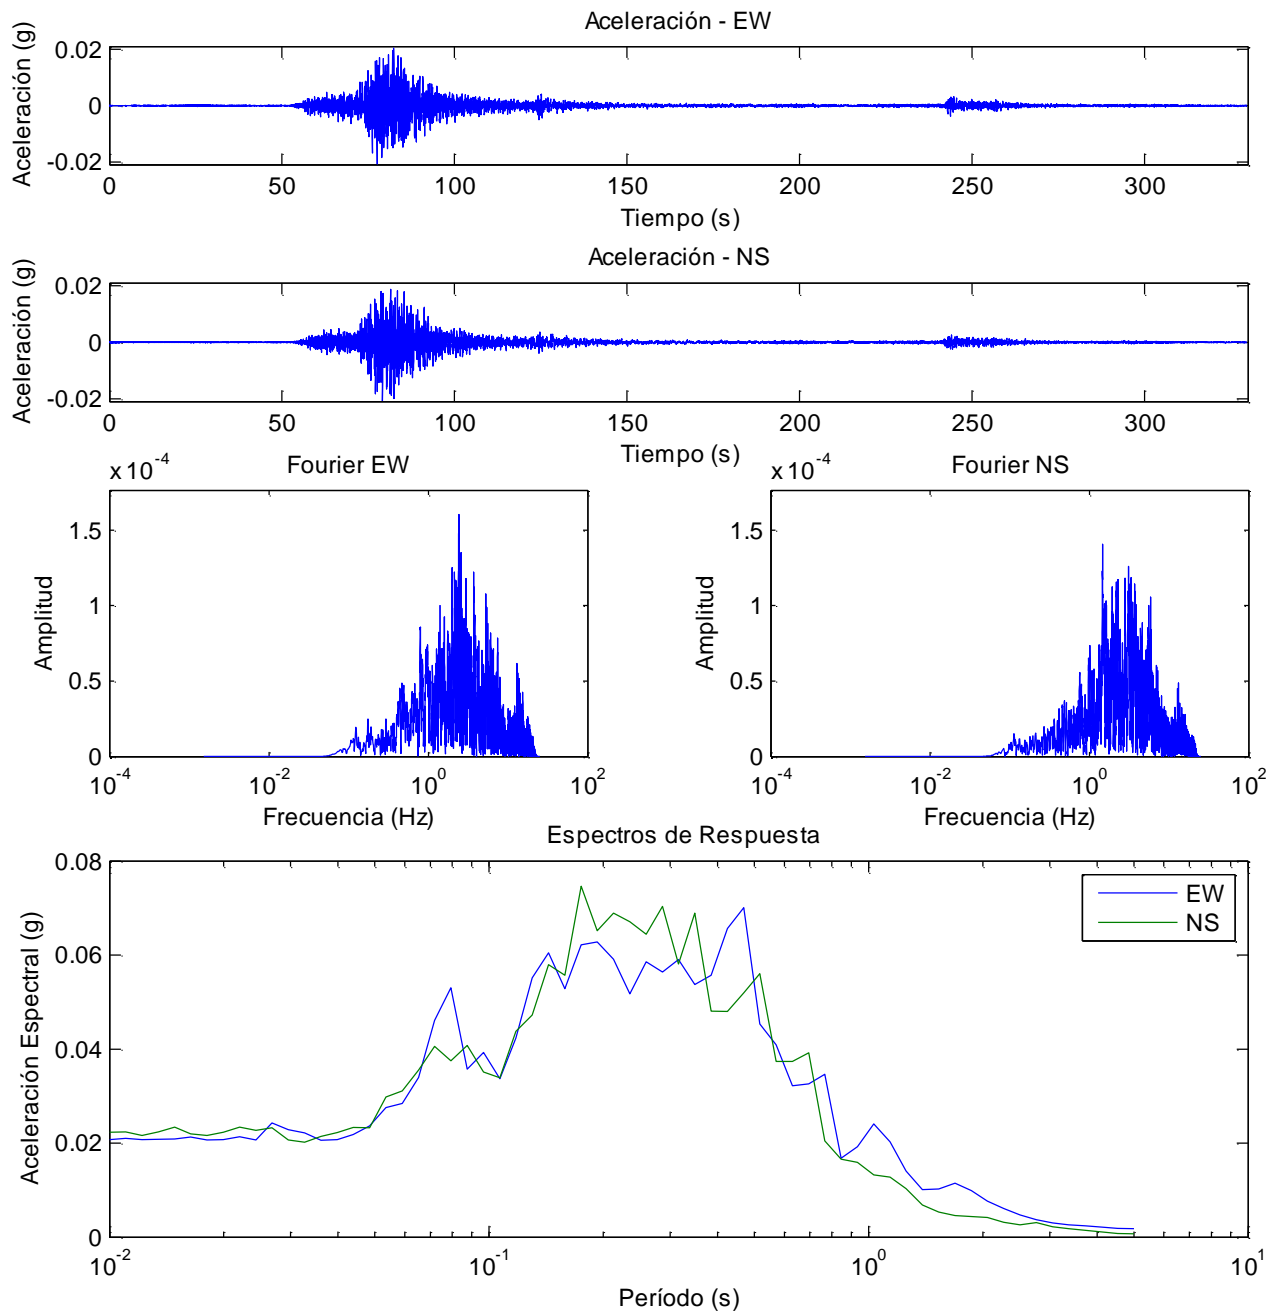 Aceleración - EW
Aceleración (g)
0.02
0
-0.02
0 50 100 150 200 250 300
Tiempo (s)
Aceleración - NS
Aceleración (g)
0.02
0
-0.02
0 50 100 150 200 250 300
Tiempo (s)
x 10^-4 Fourier EW
Amplitud
1.5
1
0.5
0
10^-4 10^-2 10^0 10^2
Frecuencia (Hz)
x 10^-4 Fourier NS
Amplitud
1.5
1
0.5
0
10^-4 10^-2 10^0 10^2
Frecuencia (Hz)
Espectros de Respuesta
Aceleración Espectral (g)
0.08
0.06
0.04
0.02
0
EW
NS
10^-2 10^-1 10^0 10^1
Período (s)